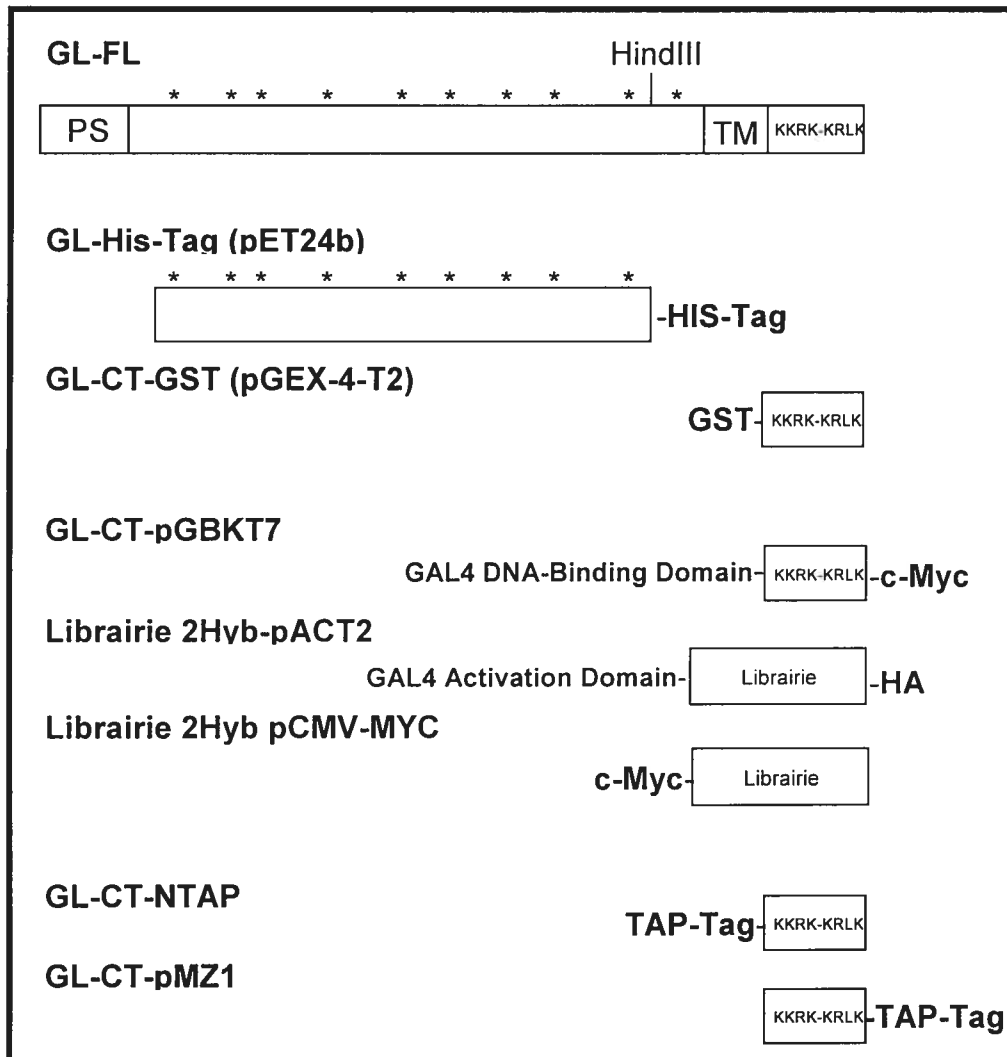 GL-FL
HindIII
* * * * * * * * * *
PS TM KKRK-KRLK
GL-His-Tag (pET24b)
* * * * * * * * *
-HIS-Tag
GL-CT-GST (pGEX-4-T2)
GST- KKRK-KRLK
GL-CT-pGBKT7
GAL4 DNA-Binding Domain- KKRK-KRLK -c-Myc
Librairie 2Hyb-pACT2
GAL4 Activation Domain- Librairie -HA
Librairie 2Hyb pCMV-MYC
c-Myc- Librairie
GL-CT-NTAP
TAP-Tag- KKRK-KRLK
GL-CT-pMZ1
KKRK-KRLK -TAP-Tag